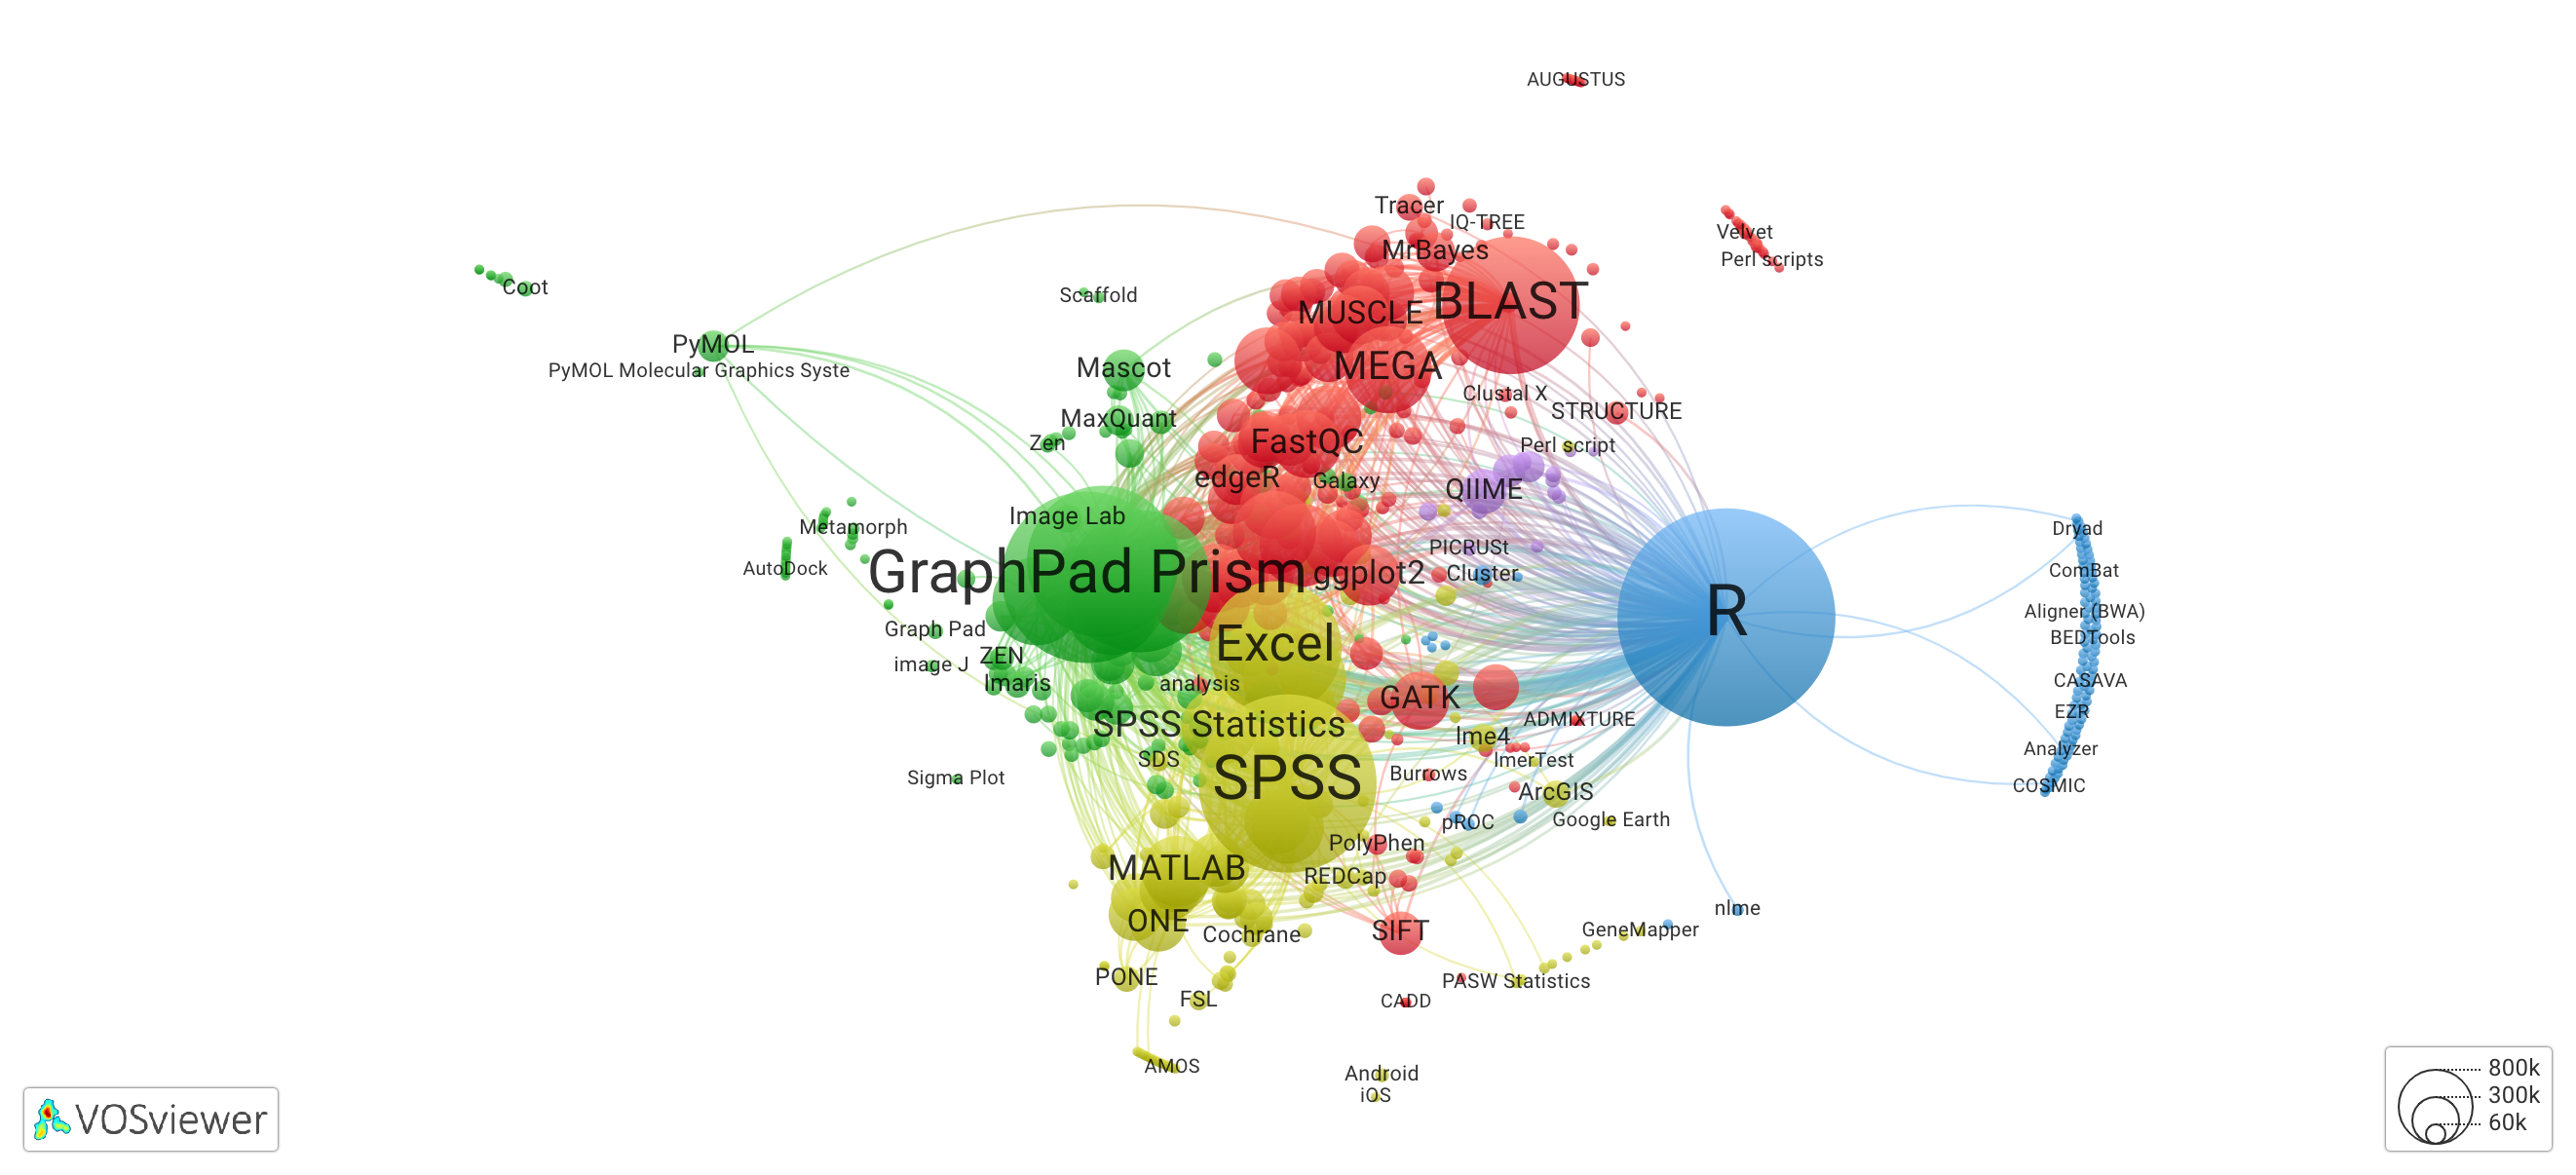 AUGUSTUS
Tracer
IQ-TREE
Velvet
MrBayes
Perl scripts
Coot
Scaffold
BLAST
MUSCLE
PyMOL
PyMOL Molecular Graphics Syste
Mascot
MEGA
Clustal X
STRUCTURE
MaxQuant
Zen
FastQC
Perl script
edgeR
Galaxy
QIIME
Image Lab
Metamorph
Dryad
PICRUSt
AutoDock
GraphPad Prism
ggplot2
Cluster
ComBat
R
Aligner (BWA)
Graph Pad
Excel
BEDTools
image J
ZEN
Imaris
analysis
GATK
CASAVA
EZR
SPSS Statistics
ADMIXTURE
lme4
Analyzer
SDS
lmerTest
Sigma Plot
SPSS
Burrows
COSMIC
ArcGIS
pROC
Google Earth
PolyPhen
MATLAB
REDCap
nlme
ONE
Cochrane
SIFT
GeneMapper
PONE
PASW Statistics
FSL
CADD
AMOS
Android
iOS
VOSviewer
800k
300k
60k